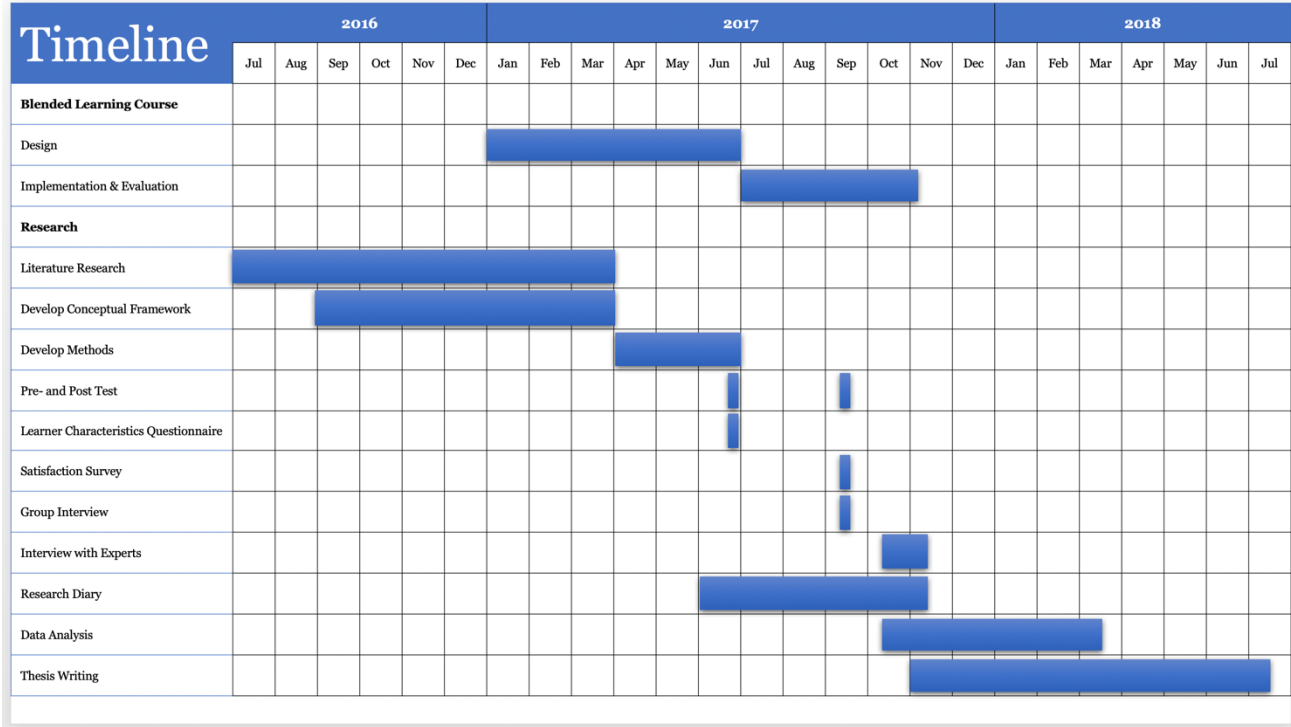 Timeline
2016 2017 2018
Jul Aug Sep Oct Nov Dec Jan Feb Mar Apr May Jun Jul Aug Sep Oct Nov Dec Jan Feb Mar Apr May Jun Jul
Blended Learning Course
Design
Implementation & Evaluation
Research
Literature Research
Develop Conceptual Framework
Develop Methods
Pre- and Post Test
Learner Characteristics Questionnaire
Satisfaction Survey
Group Interview
Interview with Experts
Research Diary
Data Analysis
Thesis Writing